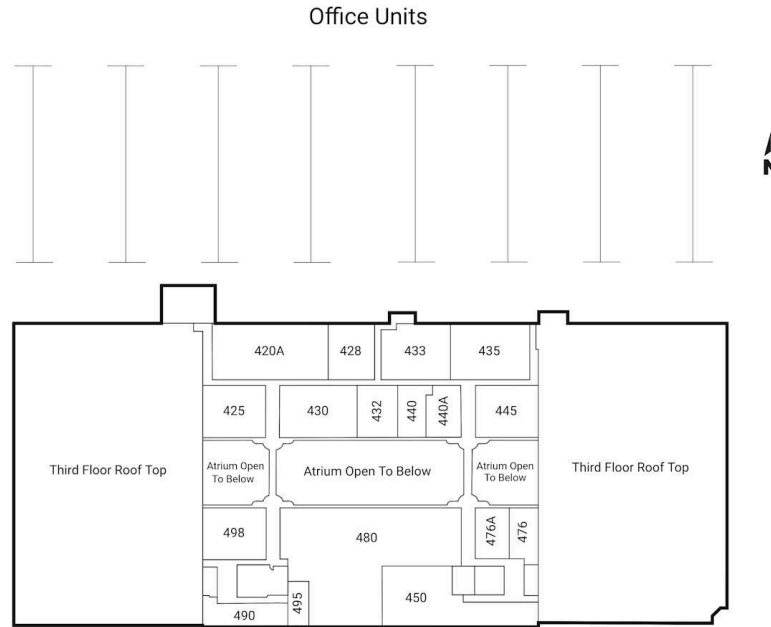 Office Units
N
420A
428
433
435
425
430
432
440
440A
445
Third Floor Roof Top
Atrium Open
To Below
Atrium Open To Below
Atrium Open
To Below
Third Floor Roof Top
498
480
476A
476
490
495
450